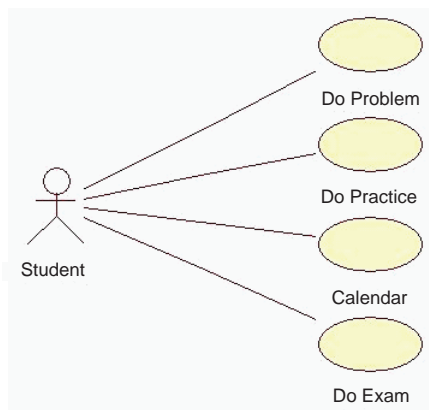 Do Problem
Do Practice
Student
Calendar
Do Exam